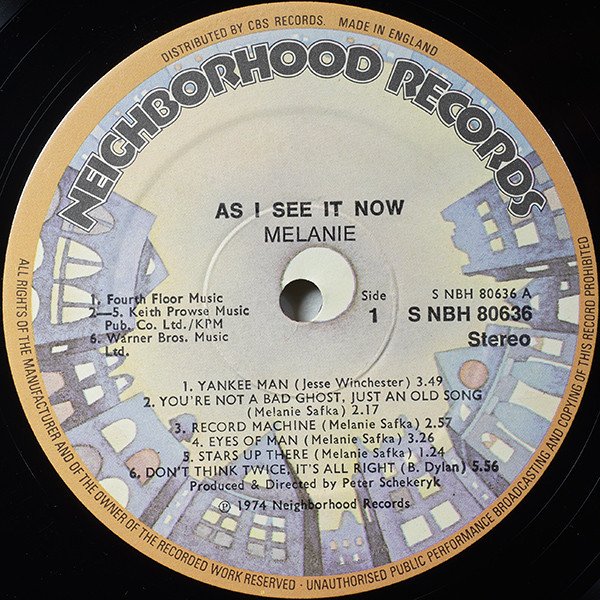 DISTRIBUTED BY CBS RECORDS. MADE IN ENGLAND
NEIGHBORHOOD RECORDS
AS I SEE IT NOW
MELANIE
1. Fourth Floor Music
2—5. Keith Prowse Music
Pub. Co. Ltd./KPM
6. Warner Bros. Music
Ltd.
Side
1
S NBH 80636 A
S NBH 80636
Stereo
1. YANKEE MAN (Jesse Winchester) 3.49
2. YOU'RE NOT A BAD GHOST, JUST AN OLD SONG
(Melanie Safka) 2.17
3. RECORD MACHINE (Melanie Safka) 2.57
4. EYES OF MAN (Melanie Safka) 3.26
5. STARS UP THERE (Melanie Safka) 1.24
6. DON'T THINK TWICE, IT'S ALL RIGHT (B. Dylan) 5.56
Produced & Directed by Peter Schekeryk
Ⓟ 1974 Neighborhood Records
ALL RIGHTS OF THE MANUFACTURER AND OF THE OWNER OF THE RECORDED WORK RESERVED - UNAUTHORISED PUBLIC PERFORMANCE BROADCASTING AND COPYING OF THIS RECORD PROHIBITED